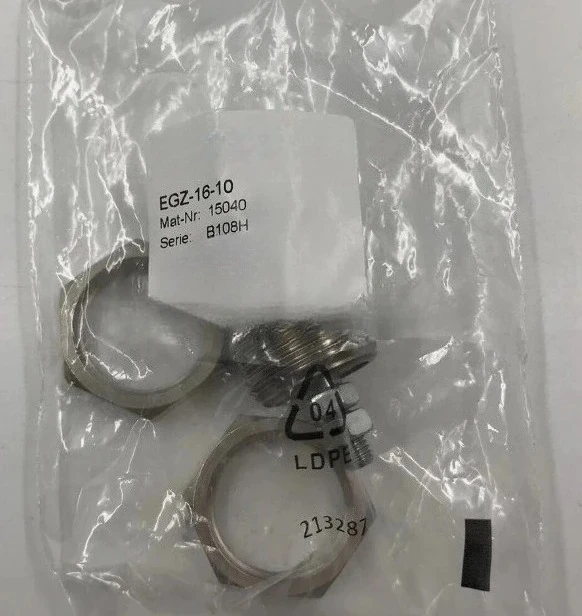 EGZ-16-10
Mat-Nr: 15040
Serie: B108H
04
LDPE
213287